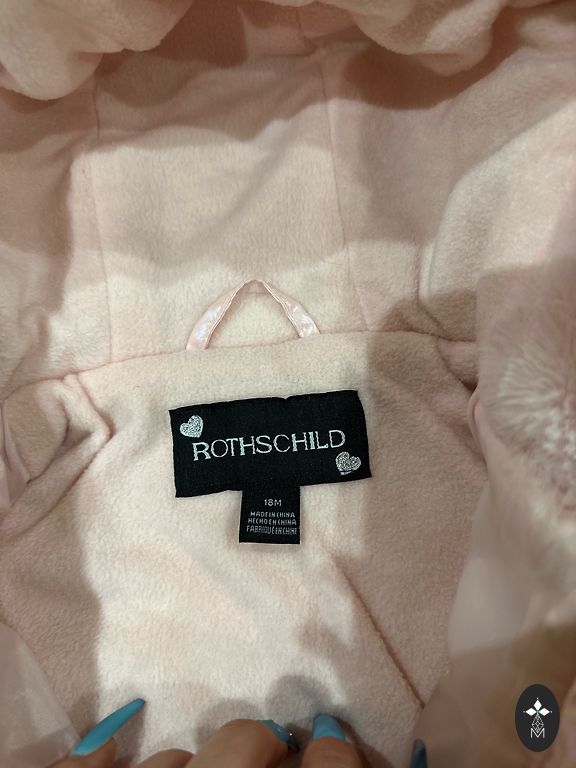 ROTHSCHILD
18M
MADE IN CHINA
HECHO EN CHINA
FABRIQUÉ EN CHINE
M